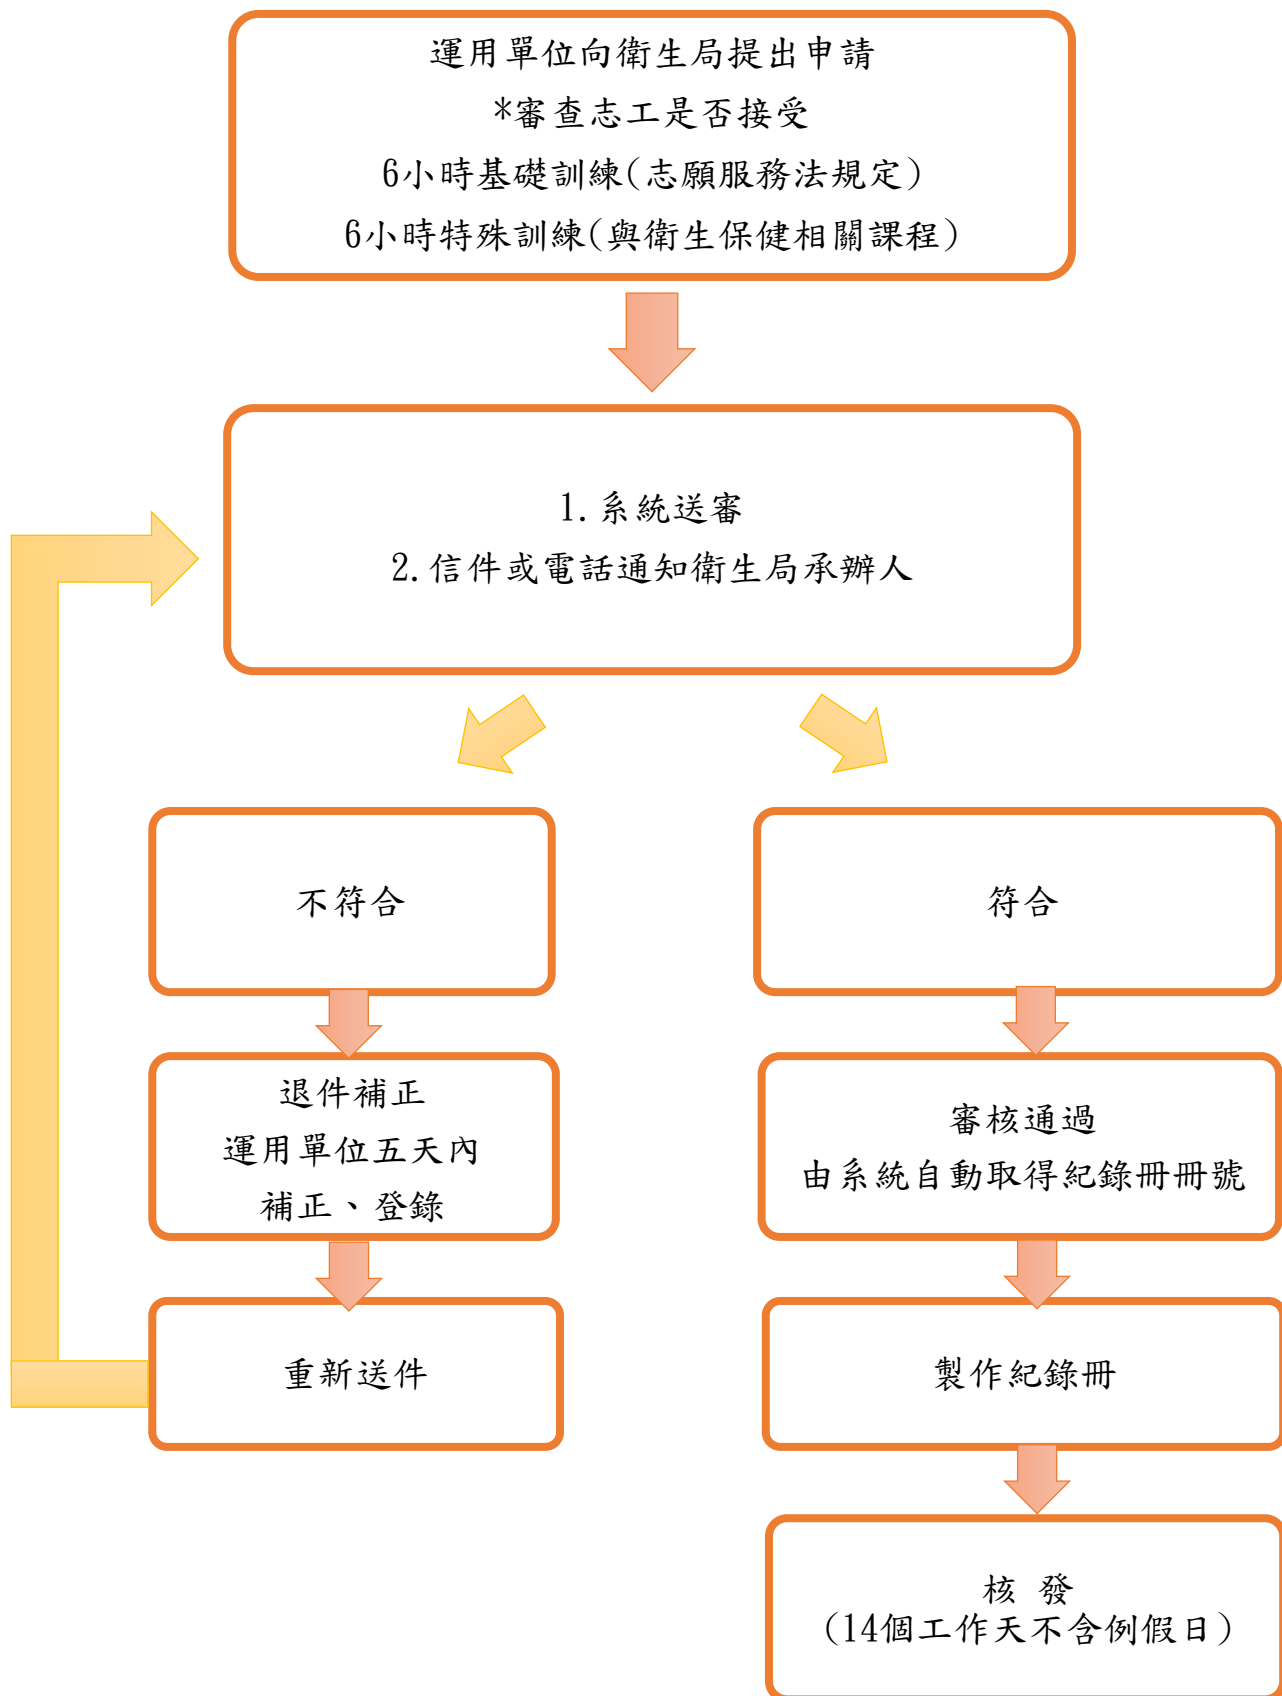 運用單位向衛生局提出申請
*審查志工是否接受
6小時基礎訓練(志願服務法規定)
6小時特殊訓練(與衛生保健相關課程)
1.系統送審
2.信件或電話通知衛生局承辦人
不符合
符合
退件補正
運用單位五天內
補正、登錄
審核通過
由系統自動取得紀錄冊冊號
重新送件
製作紀錄冊
核 發
(14個工作天不含例假日)